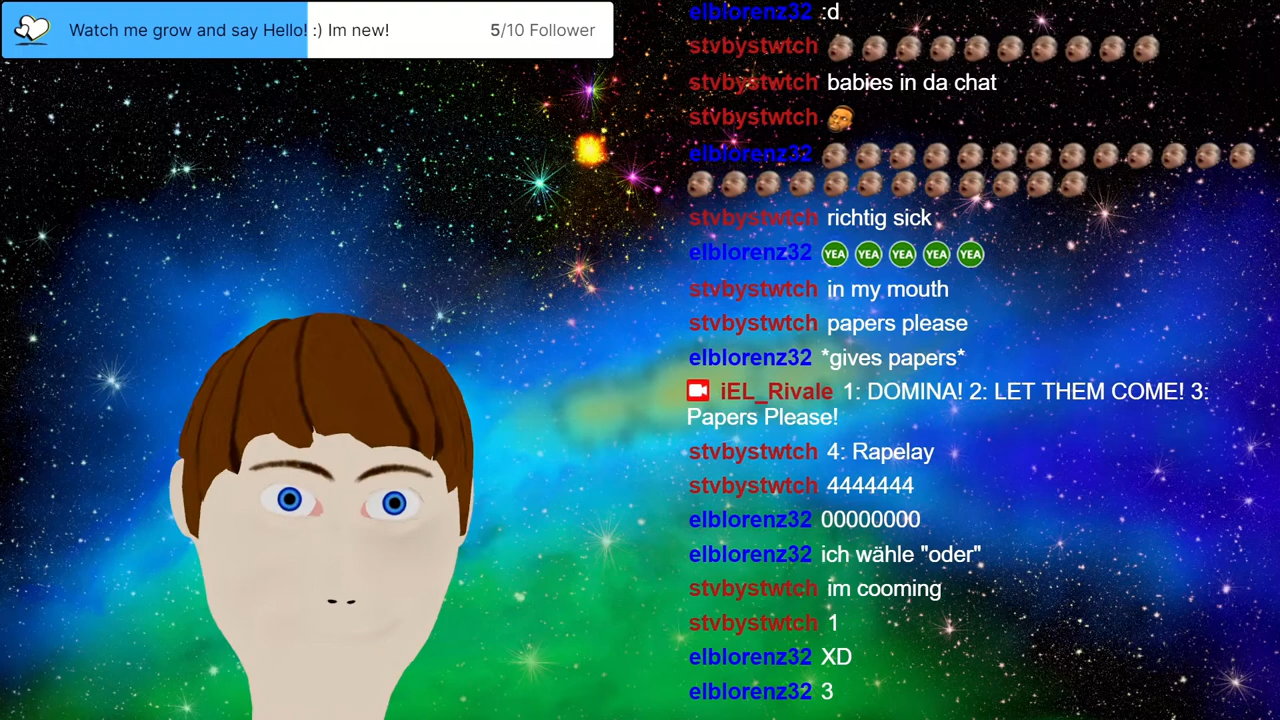 Watch me grow and say Hello! :) Im new! 5/10 Follower
elblorenz32 :d
stvbystwtch
stvbystwtch babies in da chat
stvbystwtch
elblorenz32
stvbystwtch richtig sick
elblorenz32 YEA YEA YEA YEA YEA
stvbystwtch in my mouth
stvbystwtch papers please
elblorenz32 *gives papers*
iEL_Rivale 1: DOMINA! 2: LET THEM COME! 3:
Papers Please!
stvbystwtch 4: Rapelay
stvbystwtch 4444444
elblorenz32 00000000
elblorenz32 ich wähle "oder"
stvbystwtch im cooming
stvbystwtch 1
elblorenz32 XD
elblorenz32 3